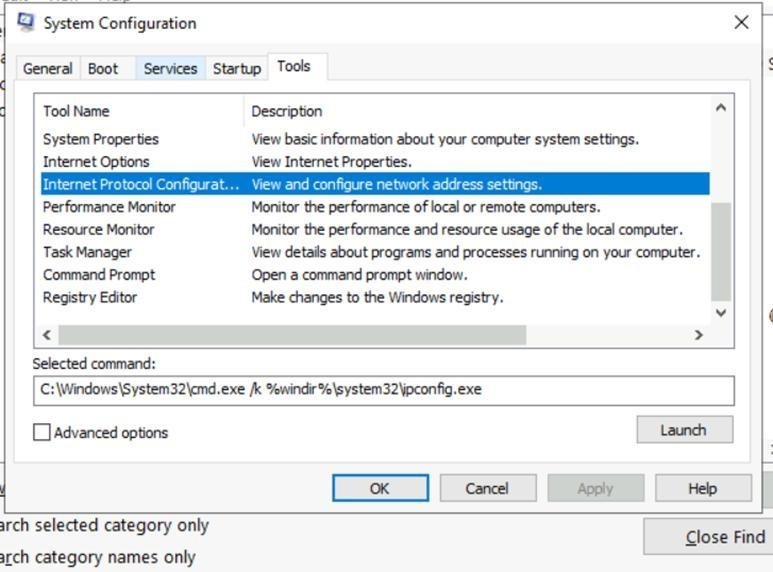 System Configuration
General Boot Services Startup Tools
Tool Name Description
System Properties View basic information about your computer system settings.
Internet Options View Internet Properties.
Internet Protocol Configurat... View and configure network address settings.
Performance Monitor Monitor the performance of local or remote computers.
Resource Monitor Monitor the performance and resource usage of the local computer.
Task Manager View details about programs and processes running on your computer.
Command Prompt Open a command prompt window.
Registry Editor Make changes to the Windows registry.
Selected command:
C:\Windows\System32\cmd.exe /k %windir%\system32\ipconfig.exe
Advanced options Launch
OK Cancel Apply Help
arch selected category only
Close Find
arch category names only